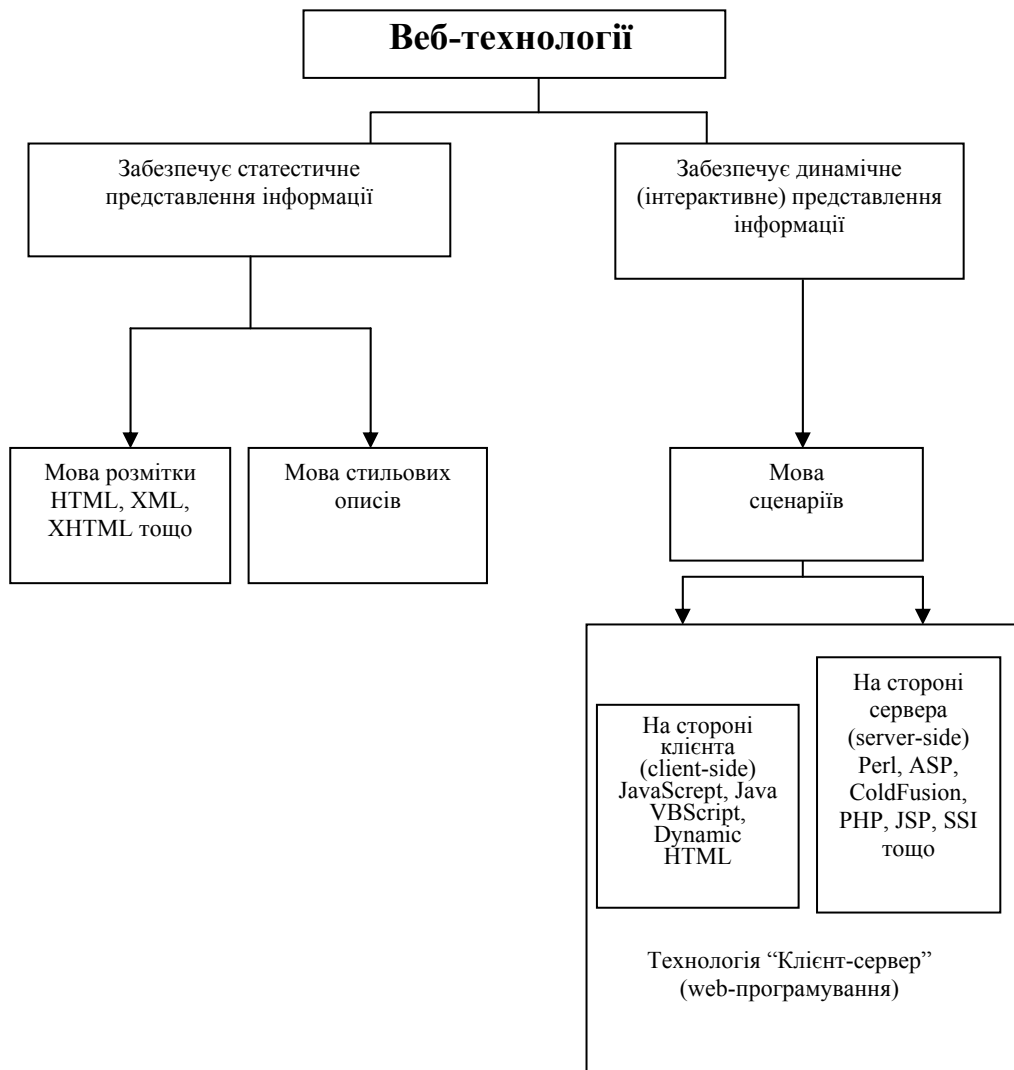 Веб-технології
Забезпечує статестичне
представлення інформації
Забезпечує динамічне
(інтерактивне) представлення
інформації
Мова розмітки
HTML, XML,
XHTML тощо
Мова стильових
описів
Мова
сценаріїв
На стороні
клієнта
(client-side)
JavaScrept, Java
VBScript,
Dynamic
HTML
На стороні
сервера
(server-side)
Perl, ASP,
ColdFusion,
PHP, JSP, SSI
тощо
Технологія “Клієнт-сервер”
(web-програмування)